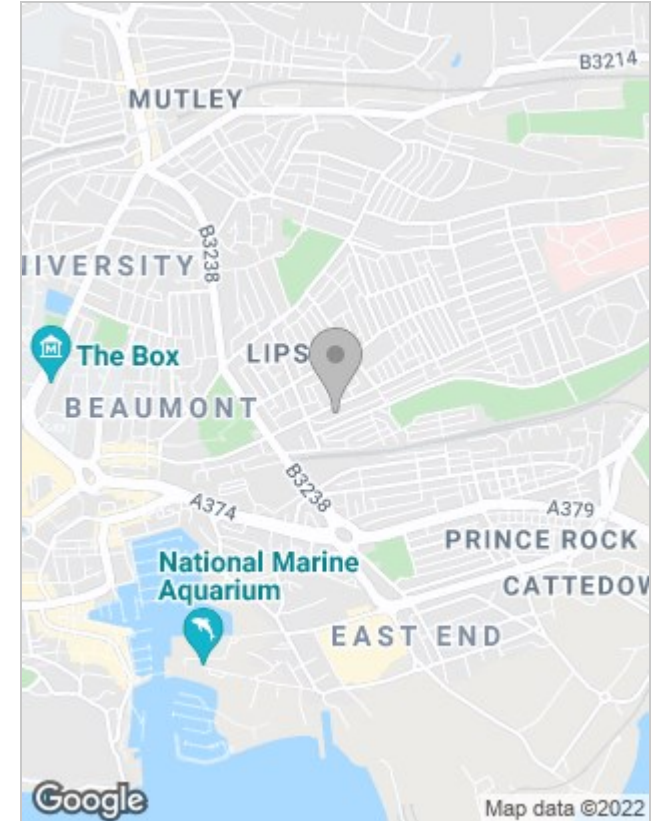 B3214
MUTLEY
B3238
IVERSITY
The Box
LIPS
BEAUMONT
B3238
A374
A379
PRINCE ROCK
National Marine
Aquarium
CATTEDOW
EAST END
Google
Map data ©2022